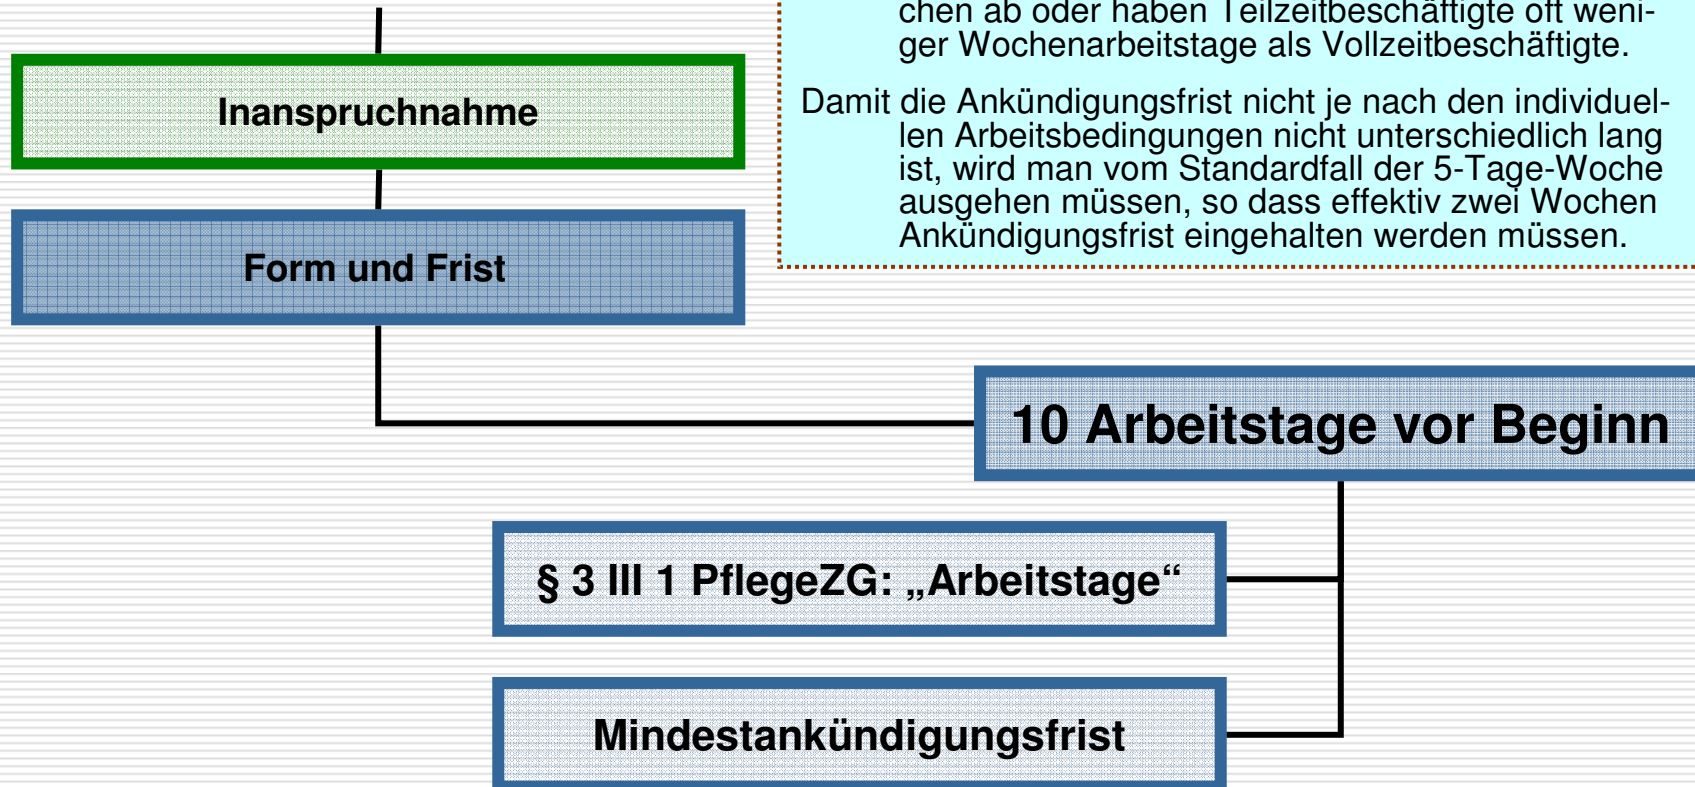 chen ab oder haben Teilzeitbeschäftigte oft weni-
ger Wochenarbeitstage als Vollzeitbeschäftigte.
Damit die Ankündigungsfrist nicht je nach den individuel-
len Arbeitsbedingungen nicht unterschiedlich lang
ist, wird man vom Standardfall der 5-Tage-Woche
ausgehen müssen, so dass effektiv zwei Wochen
Ankündigungsfrist eingehalten werden müssen.
Inanspruchnahme
Form und Frist
10 Arbeitstage vor Beginn
§ 3 III 1 PflegeZG: „Arbeitstage“
Mindestankündigungsfrist